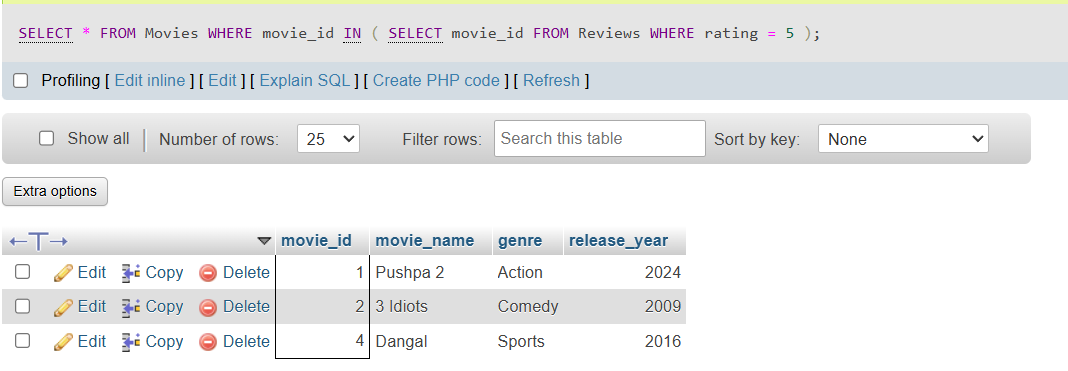 SELECT * FROM Movies WHERE movie_id IN ( SELECT movie_id FROM Reviews WHERE rating = 5 );
Profiling [ Edit inline ] [ Edit ] [ Explain SQL ] [ Create PHP code ] [ Refresh ]
Show all Number of rows: 25 Filter rows: Search this table Sort by key: None
Extra options
movie_id movie_name genre release_year
Edit Copy Delete 1 Pushpa 2 Action 2024
Edit Copy Delete 2 3 Idiots Comedy 2009
Edit Copy Delete 4 Dangal Sports 2016